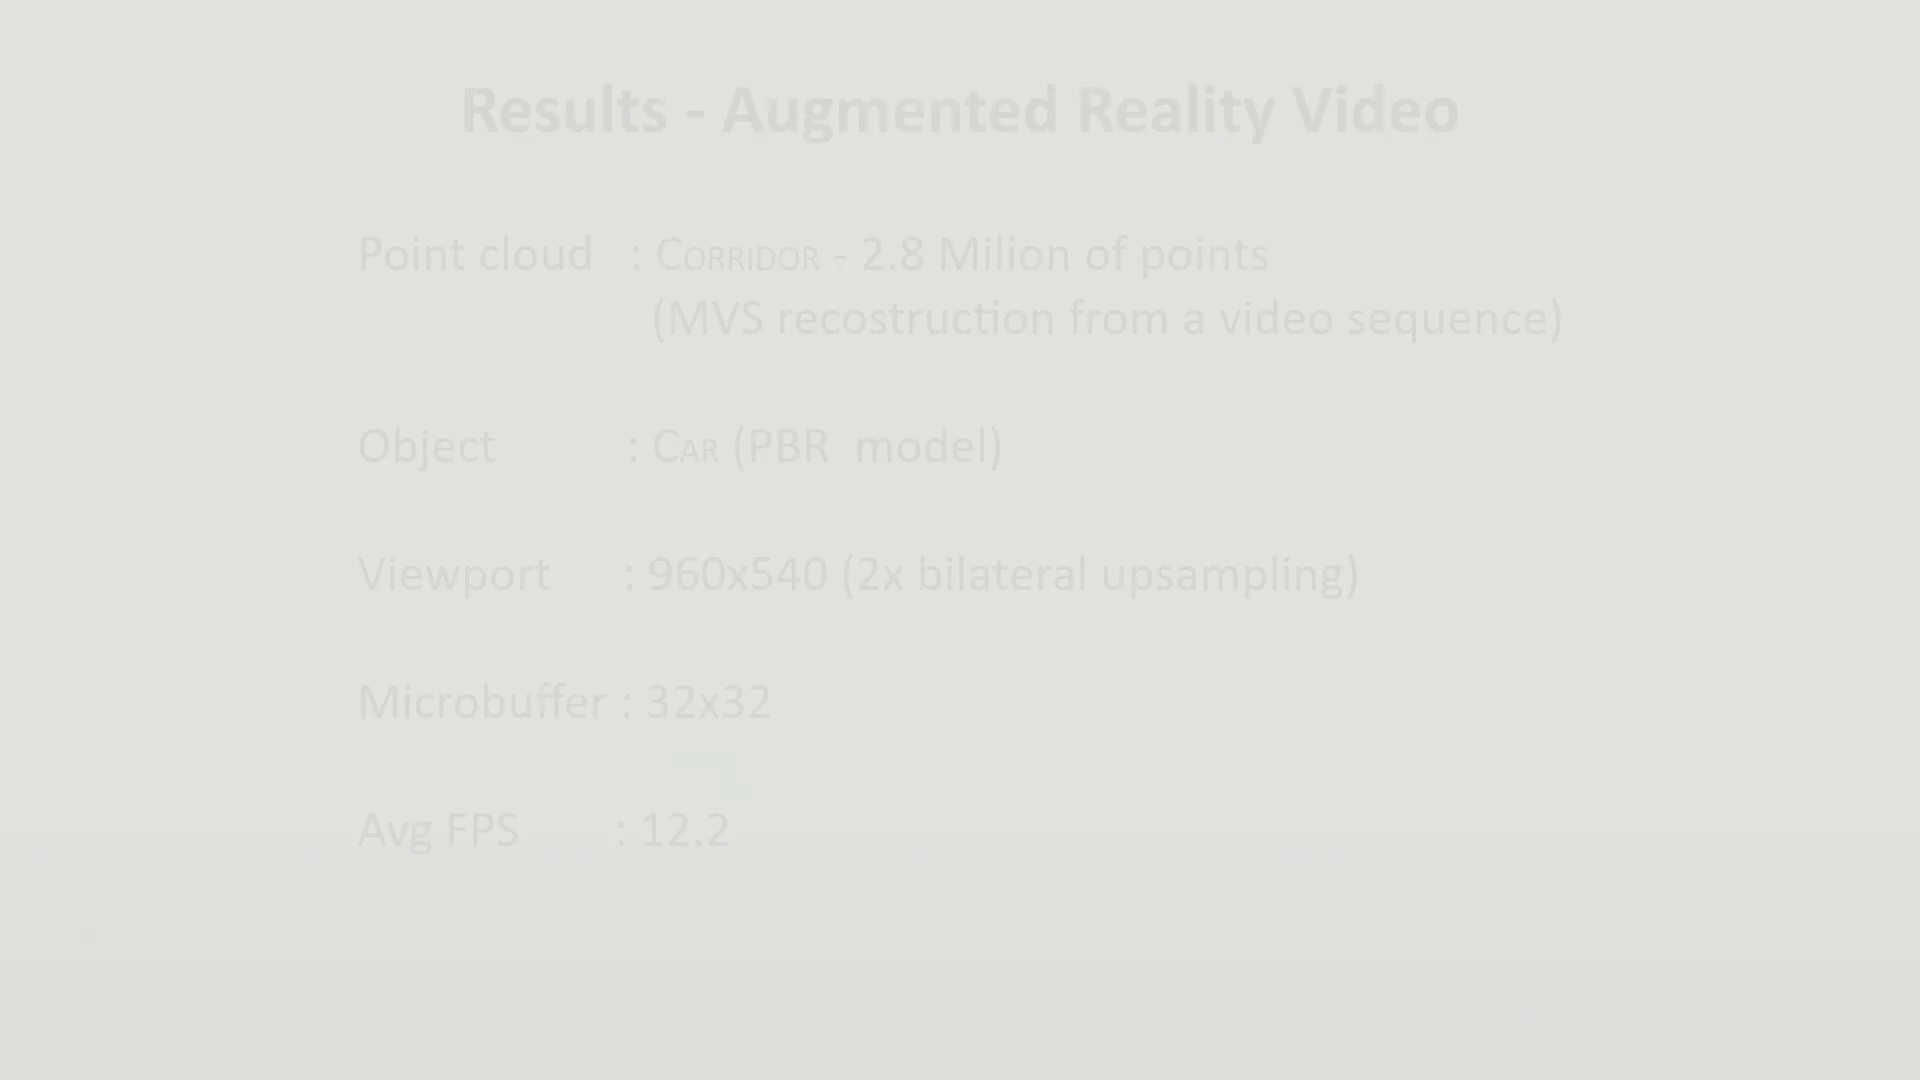 Results - Augmented Reality Video
Point cloud : Corridor - 2.8 Milion of points
(MVS recostruction from a video sequence)
Object : Car (PBR model)
Viewport : 960x540 (2x bilateral upsampling)
Microbuffer : 32x32
Avg FPS : 12.2